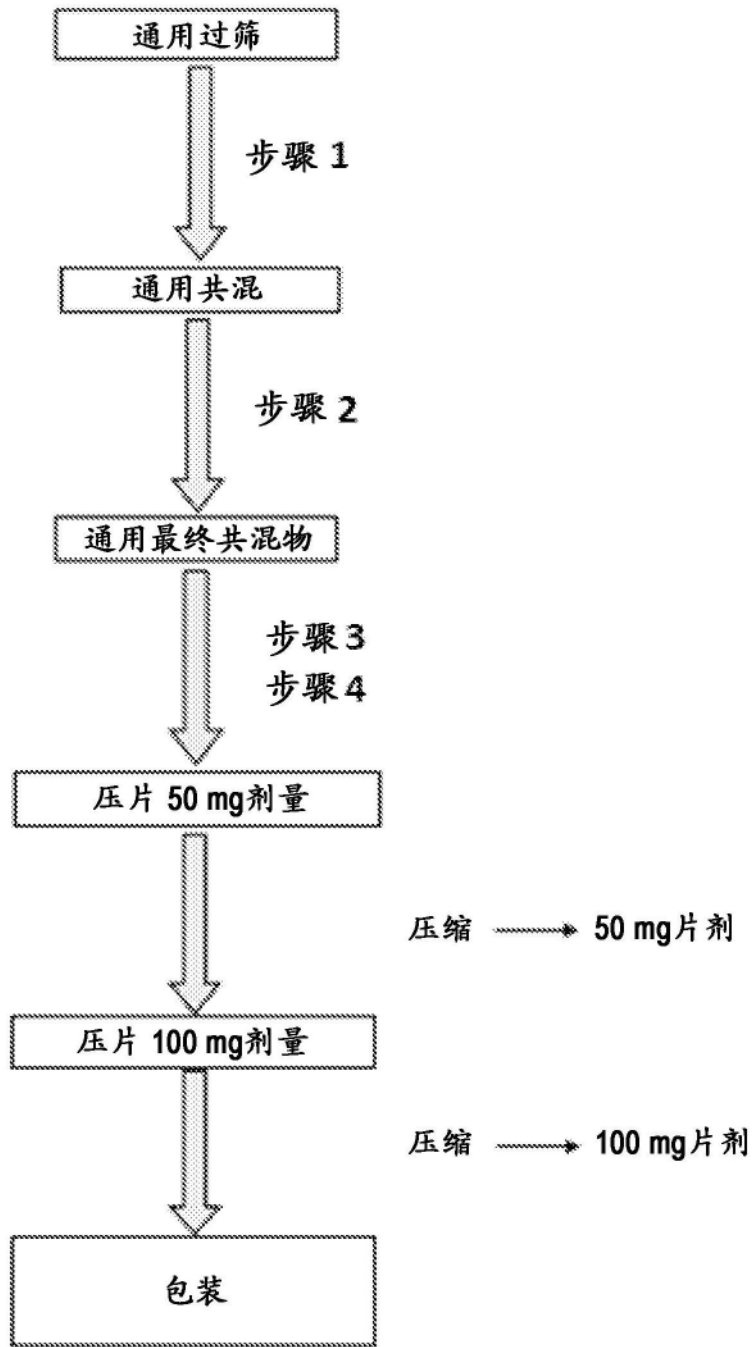 通用过筛
步骤 1
通用共混
步骤 2
通用最终共混物
步骤 3
步骤 4
压片 50 mg剂量
压缩 → 50 mg片剂
压片 100 mg剂量
压缩 → 100 mg片剂
包装